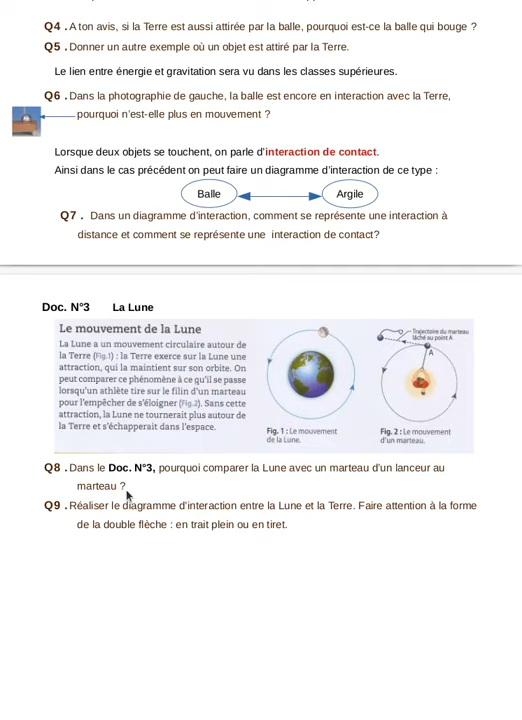 Q4 . A ton avis, si la Terre est aussi attirée par la balle, pourquoi est-ce la balle qui bouge ?
Q5 . Donner un autre exemple où un objet est attiré par la Terre.
Le lien entre énergie et gravitation sera vu dans les classes supérieures.
Q6 . Dans la photographie de gauche, la balle est encore en interaction avec la Terre,
pourquoi n'est-elle plus en mouvement ?
Lorsque deux objets se touchent, on parle d'interaction de contact.
Ainsi dans le cas précédent on peut faire un diagramme d'interaction de ce type :
Balle
Argile
Q7 . Dans un diagramme d'interaction, comment se représente une interaction à
distance et comment se représente une interaction de contact?
Doc. N°3 La Lune
Le mouvement de la Lune
La Lune a un mouvement circulaire autour de
la Terre (Fig.1) : la Terre exerce sur la Lune une
attraction, qui la maintient sur son orbite. On
peut comparer ce phénomène à ce qu'il se passe
lorsqu'un athlète tire sur le filin d'un marteau
pour l'empêcher de s'éloigner (Fig.2). Sans cette
attraction, la Lune ne tournerait plus autour de
la Terre et s'échapperait dans l'espace.
Fig. 1 : Le mouvement
de la Lune.
Trajectoire du marteau
lâché au point A
A
Fig. 2 : Le mouvement
d'un marteau.
Q8 . Dans le Doc. N°3, pourquoi comparer la Lune avec un marteau d'un lanceur au
marteau ?
Q9 . Réaliser le diagramme d'interaction entre la Lune et la Terre. Faire attention à la forme
de la double flèche : en trait plein ou en tiret.